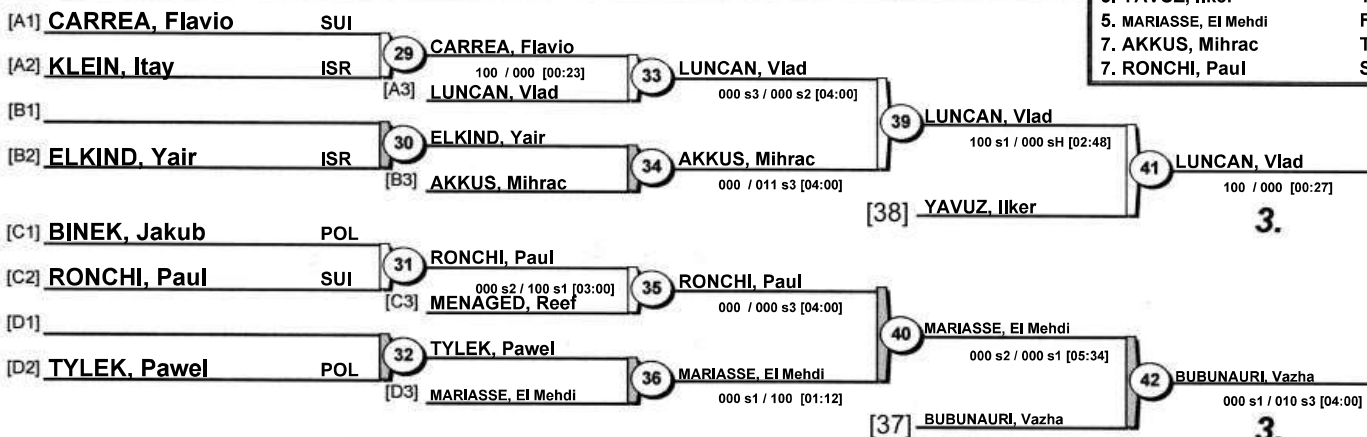 5. MARIASSE, El Mehdi
7. AKKUS, Mihrac
7. RONCHI, Paul
[A1] CARREA, Flavio SUI
[A2] KLEIN, Itay ISR
29 CARREA, Flavio
100 / 000 [00:23]
[A3] LUNCAN, Vlad
33 LUNCAN, Vlad
000 s3 / 000 s2 [04:00]
[B1]
[B2] ELKIND, Yair ISR
30 ELKIND, Yair
[B3] AKKUS, Mihrac
34 AKKUS, Mihrac
000 / 011 s3 [04:00]
39 LUNCAN, Vlad
100 s1 / 000 sH [02:48]
[38] YAVUZ, Ilker
41 LUNCAN, Vlad
100 / 000 [00:27]
3.
[C1] BINEK, Jakub POL
[C2] RONCHI, Paul SUI
31 RONCHI, Paul
000 s2 / 100 s1 [03:00]
[C3] MENAGED, Reef
35 RONCHI, Paul
000 / 000 s3 [04:00]
[D1]
[D2] TYLEK, Pawel POL
32 TYLEK, Pawel
[D3] MARIASSE, El Mehdi
36 MARIASSE, El Mehdi
000 s1 / 100 [01:12]
40 MARIASSE, El Mehdi
000 s2 / 000 s1 [05:34]
[37] BUBUNAURI, Vazha
42 BUBUNAURI, Vazha
000 s1 / 010 s3 [04:00]
3.